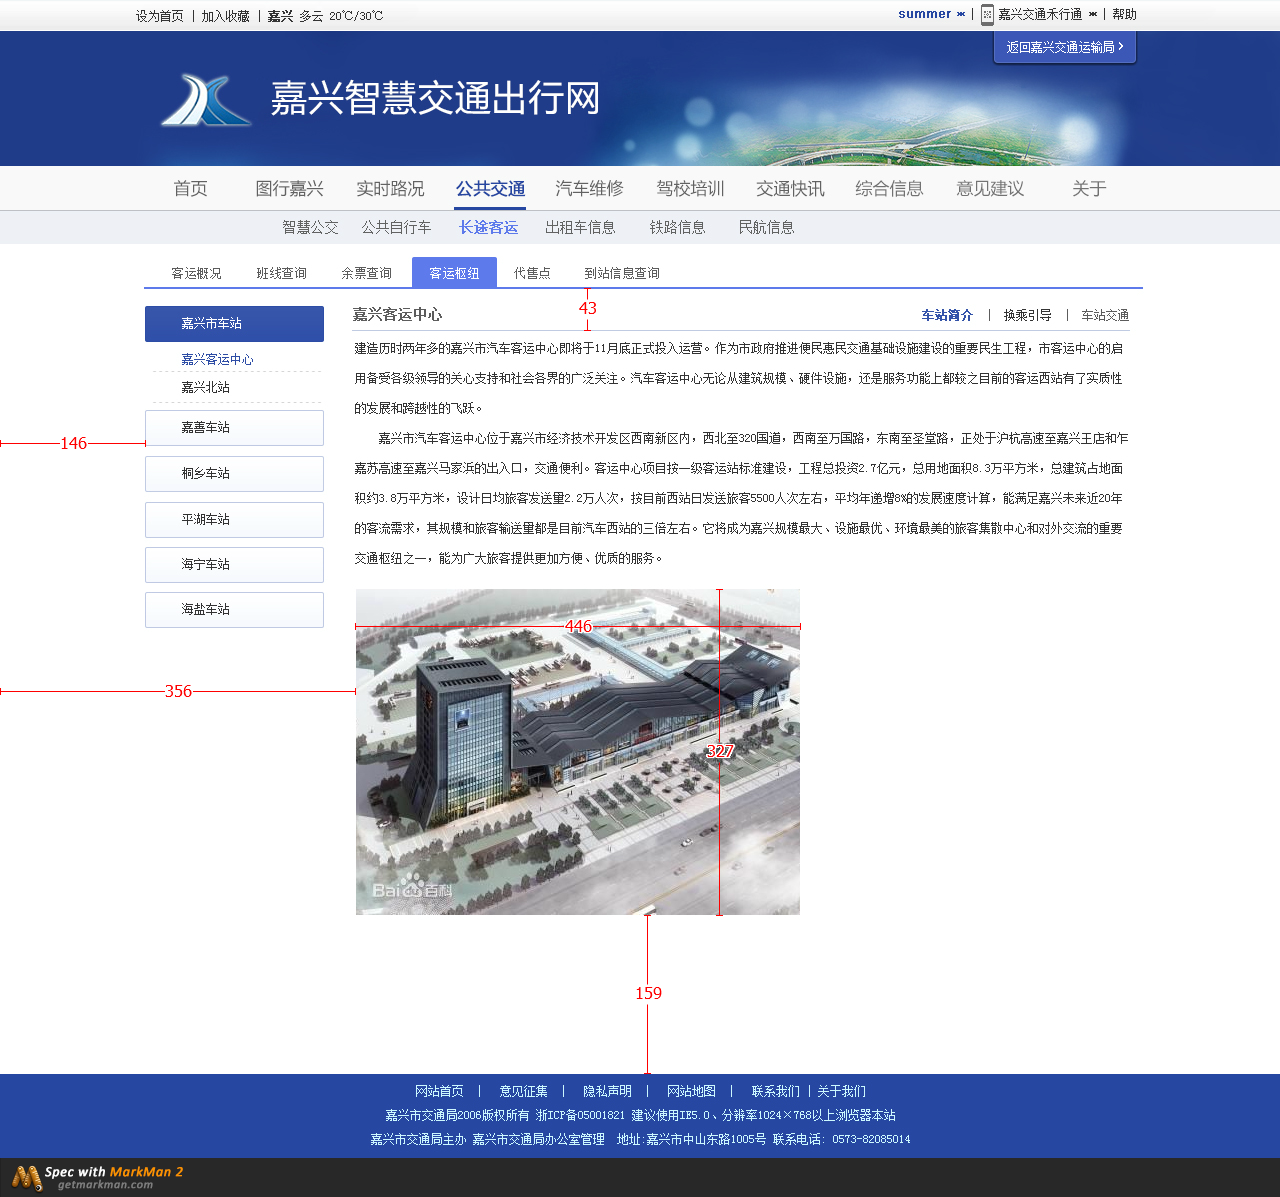 设为首页 | 加入收藏 | 嘉兴 多云 20℃/30℃
summer | 嘉兴交通禾行通 | 帮助
返回嘉兴交通运输局
嘉兴智慧交通出行网
首页 图行嘉兴 实时路况 公共交通 汽车维修 驾校培训 交通快讯 综合信息 意见建议 关于
智慧公交 公共自行车 长途客运 出租车信息 铁路信息 民航信息
客运概况 班线查询 余票查询 客运枢纽 代售点 到站信息查询
43
嘉兴市车站
嘉兴客运中心
嘉兴北站
嘉善车站
146
桐乡车站
平湖车站
海宁车站
海盐车站
嘉兴客运中心
车站简介 | 换乘引导 | 车站交通
建造历时两年多的嘉兴市汽车客运中心即将于11月底正式投入运营。作为市政府推进便民惠民交通基础设施建设的重要民生工程，市客运中心的启
用备受各级领导的关心支持和社会各界的广泛关注。汽车客运中心无论从建筑规模、硬件设施，还是服务功能上都较之目前的客运西站有了实质性
的发展和跨越性的飞跃。
嘉兴市汽车客运中心位于嘉兴市经济技术开发区西南新区内，西北至320国道，西南至万国路，东南至圣堂路，正处于沪杭高速至嘉兴王店和乍
嘉苏高速至嘉兴马家浜的出入口，交通便利。客运中心项目按一级客运站标准建设，工程总投资2.7亿元，总用地面积8.3万平方米，总建筑占地面
积约3.8万平方米，设计日均旅客发送量2.2万人次，按目前西站日发送旅客5500人次左右，平均年递增8%的发展速度计算，能满足嘉兴未来近20年
的客流需求，其规模和旅客输送量都是目前汽车西站的三倍左右。它将成为嘉兴规模最大、设施最优、环境最美的旅客集散中心和对外交流的重要
交通枢纽之一，能为广大旅客提供更加方便、优质的服务。
446
356
327
Bai du 百科
159
网站首页 | 意见征集 | 隐私声明 | 网站地图 | 联系我们 | 关于我们
嘉兴市交通局2006版权所有 浙ICP备05001821 建议使用IE5.0、分辨率1024×768以上浏览器本站
嘉兴市交通局主办 嘉兴市交通局办公室管理 地址:嘉兴市中山东路1005号 联系电话: 0573-82085014
Spec with MarkMan 2
getmarkman.com